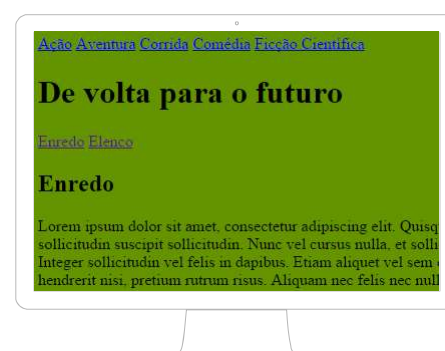 Ação Aventura Corrida Comédia Ficção Científica
De volta para o futuro
Enredo Elenco
Enredo
Lorem ipsum dolor sit amet, consectetur adipiscing elit. Quisq
sollicitudin suscipit sollicitudin. Nunc vel cursus nulla, et solli
Integer sollicitudin vel felis in dapibus. Etiam aliquet vel sem
hendrerit nisi, pretium rutrum risus. Aliquam nec felis nec null